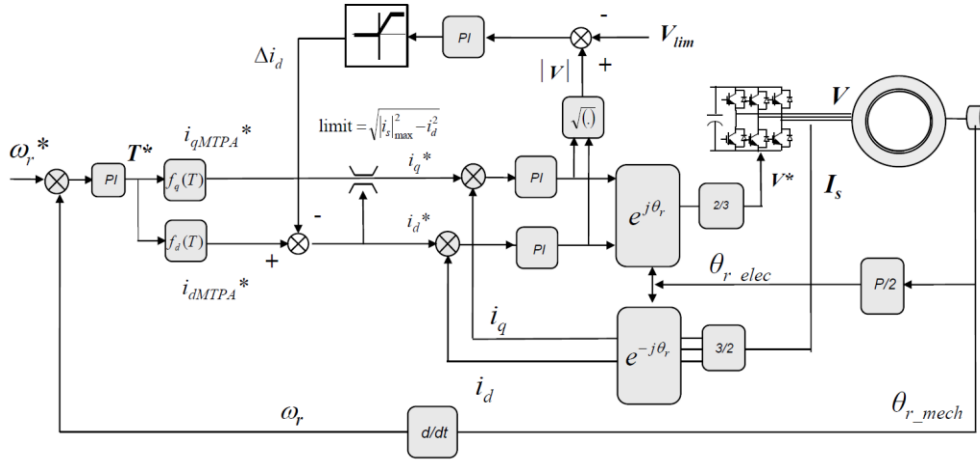 Δi_d
PI
-
V_lim
+
|V|
√(.)
limit = √(|i_s|²_max − i_d²)
ω_r*
PI
T*
i_qMTPA*
f_q(T)
i_q*
PI
e^{jθ_r}
2/3
V*
V
I_s
f_d(T)
-
+
i_dMTPA*
i_d*
PI
θ_r_elec
P/2
i_q
e^{-jθ_r}
3/2
i_d
θ_r_mech
ω_r
d/dt